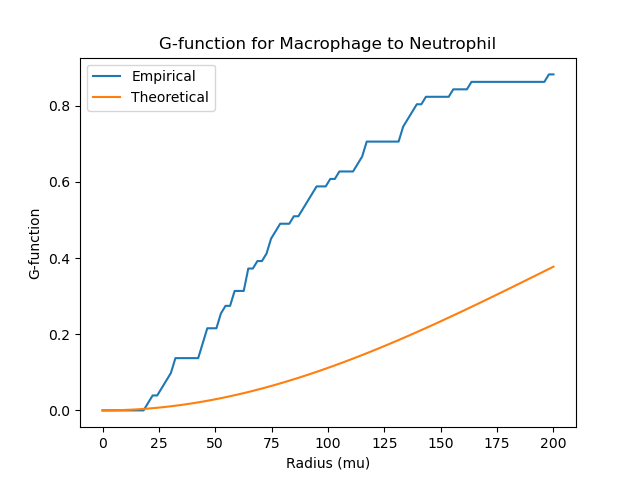 G-function for Macrophage to Neutrophil
Empirical
Theoretical
0.8
0.6
0.4
0.2
0.0
G-function
0 25 50 75 100 125 150 175 200
Radius (mu)